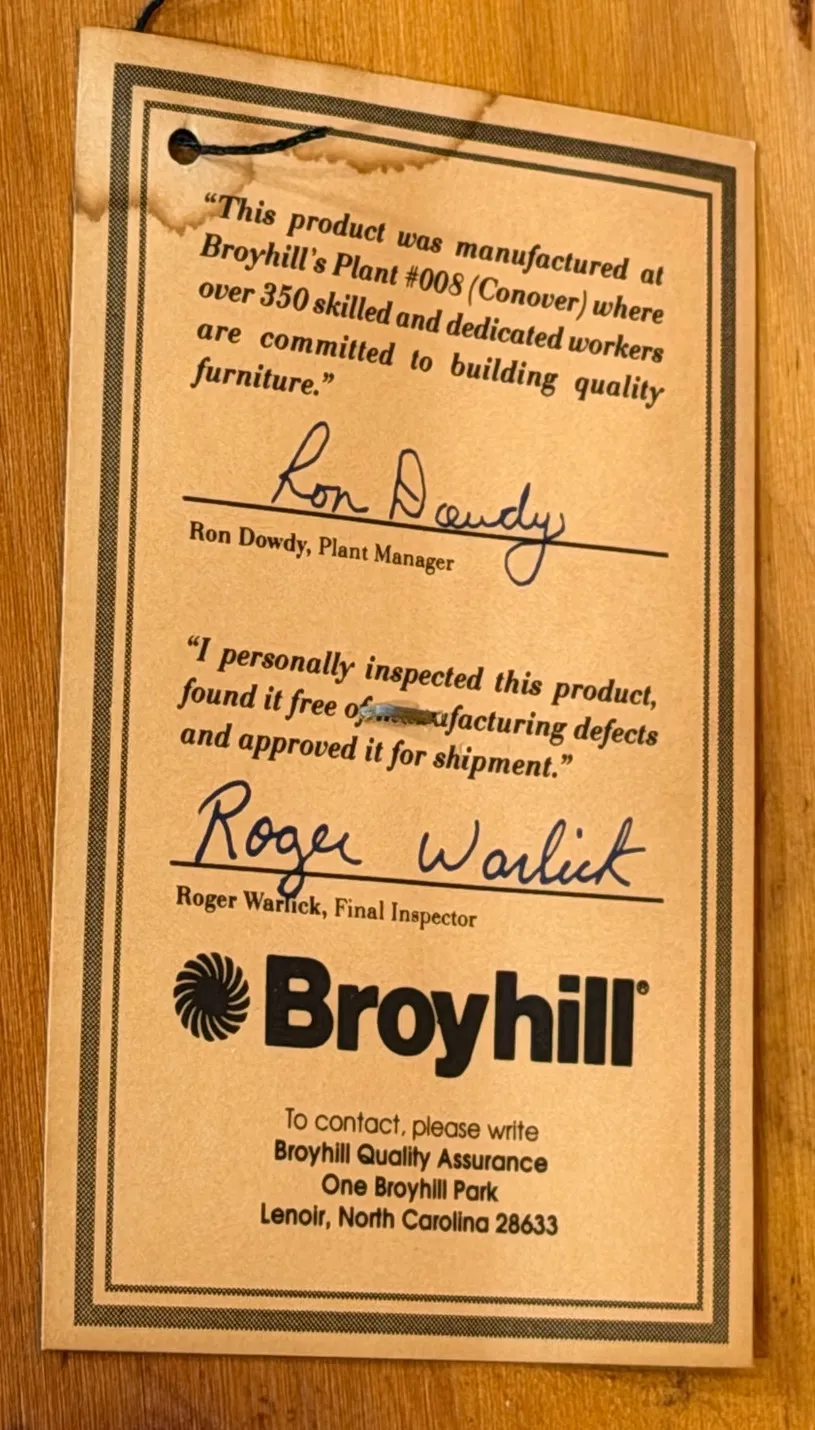 “This product was manufactured at
Broyhill’s Plant #008 (Conover) where
over 350 skilled and dedicated workers
are committed to building quality
furniture.”
Ron Dowdy
Ron Dowdy, Plant Manager
“I personally inspected this product,
found it free of manufacturing defects
and approved it for shipment.”
Roger Warlick
Roger Warlick, Final Inspector
Broyhill®
To contact, please write
Broyhill Quality Assurance
One Broyhill Park
Lenoir, North Carolina 28633